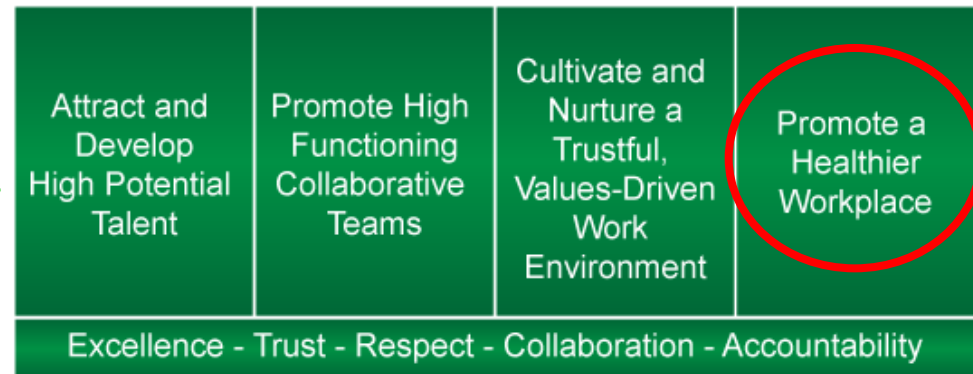 Attract and
Develop
High Potential
Talent
Promote High
Functioning
Collaborative
Teams
Cultivate and
Nurture a
Trustful,
Values-Driven
Work
Environment
Promote a
Healthier
Workplace
Excellence - Trust - Respect - Collaboration - Accountability